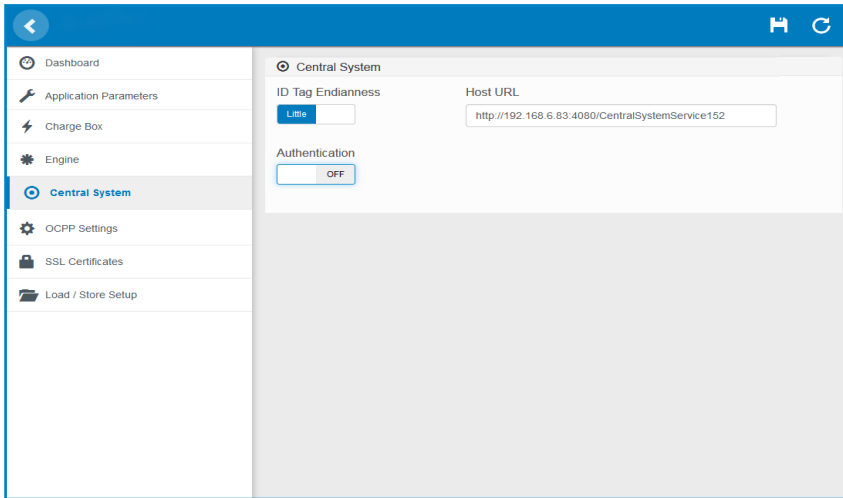 Dashboard
Application Parameters
Charge Box
Engine
Central System
OCPP Settings
SSL Certificates
Load / Store Setup
Central System
ID Tag Endianness
Little
Host URL
http://192.168.6.83:4080/CentralSystemService152
Authentication
OFF